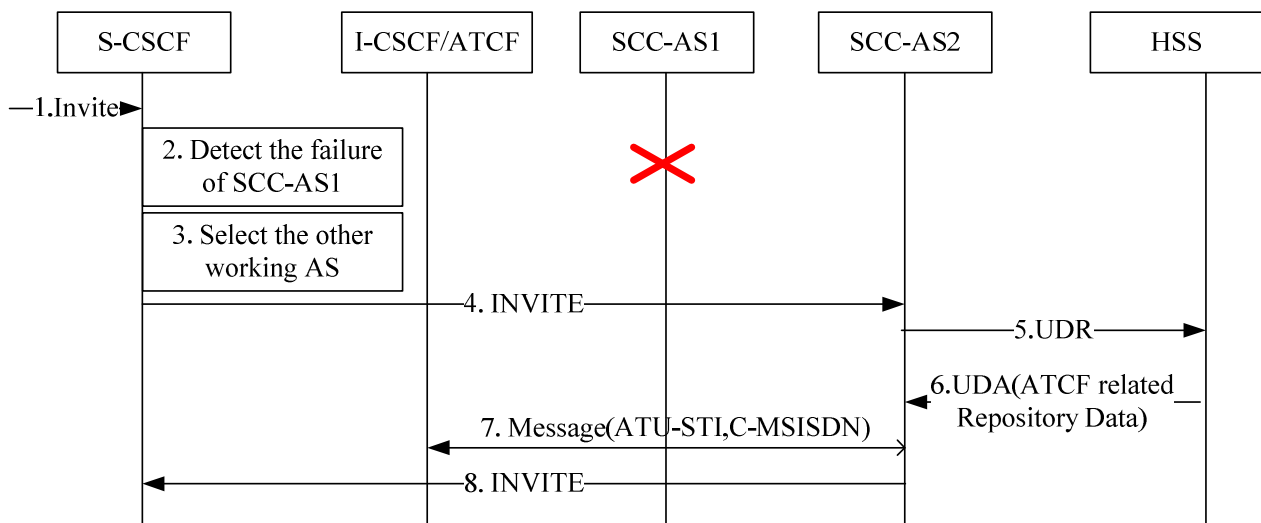 S-CSCF
I-CSCF/ATCF
SCC-AS1
SCC-AS2
HSS
1.Invite
2. Detect the failure
of SCC-AS1
3. Select the other
working AS
4. INVITE
5.UDR
6.UDA(ATCF related
Repository Data)
7. Message(ATU-STI,C-MSISDN)
8. INVITE